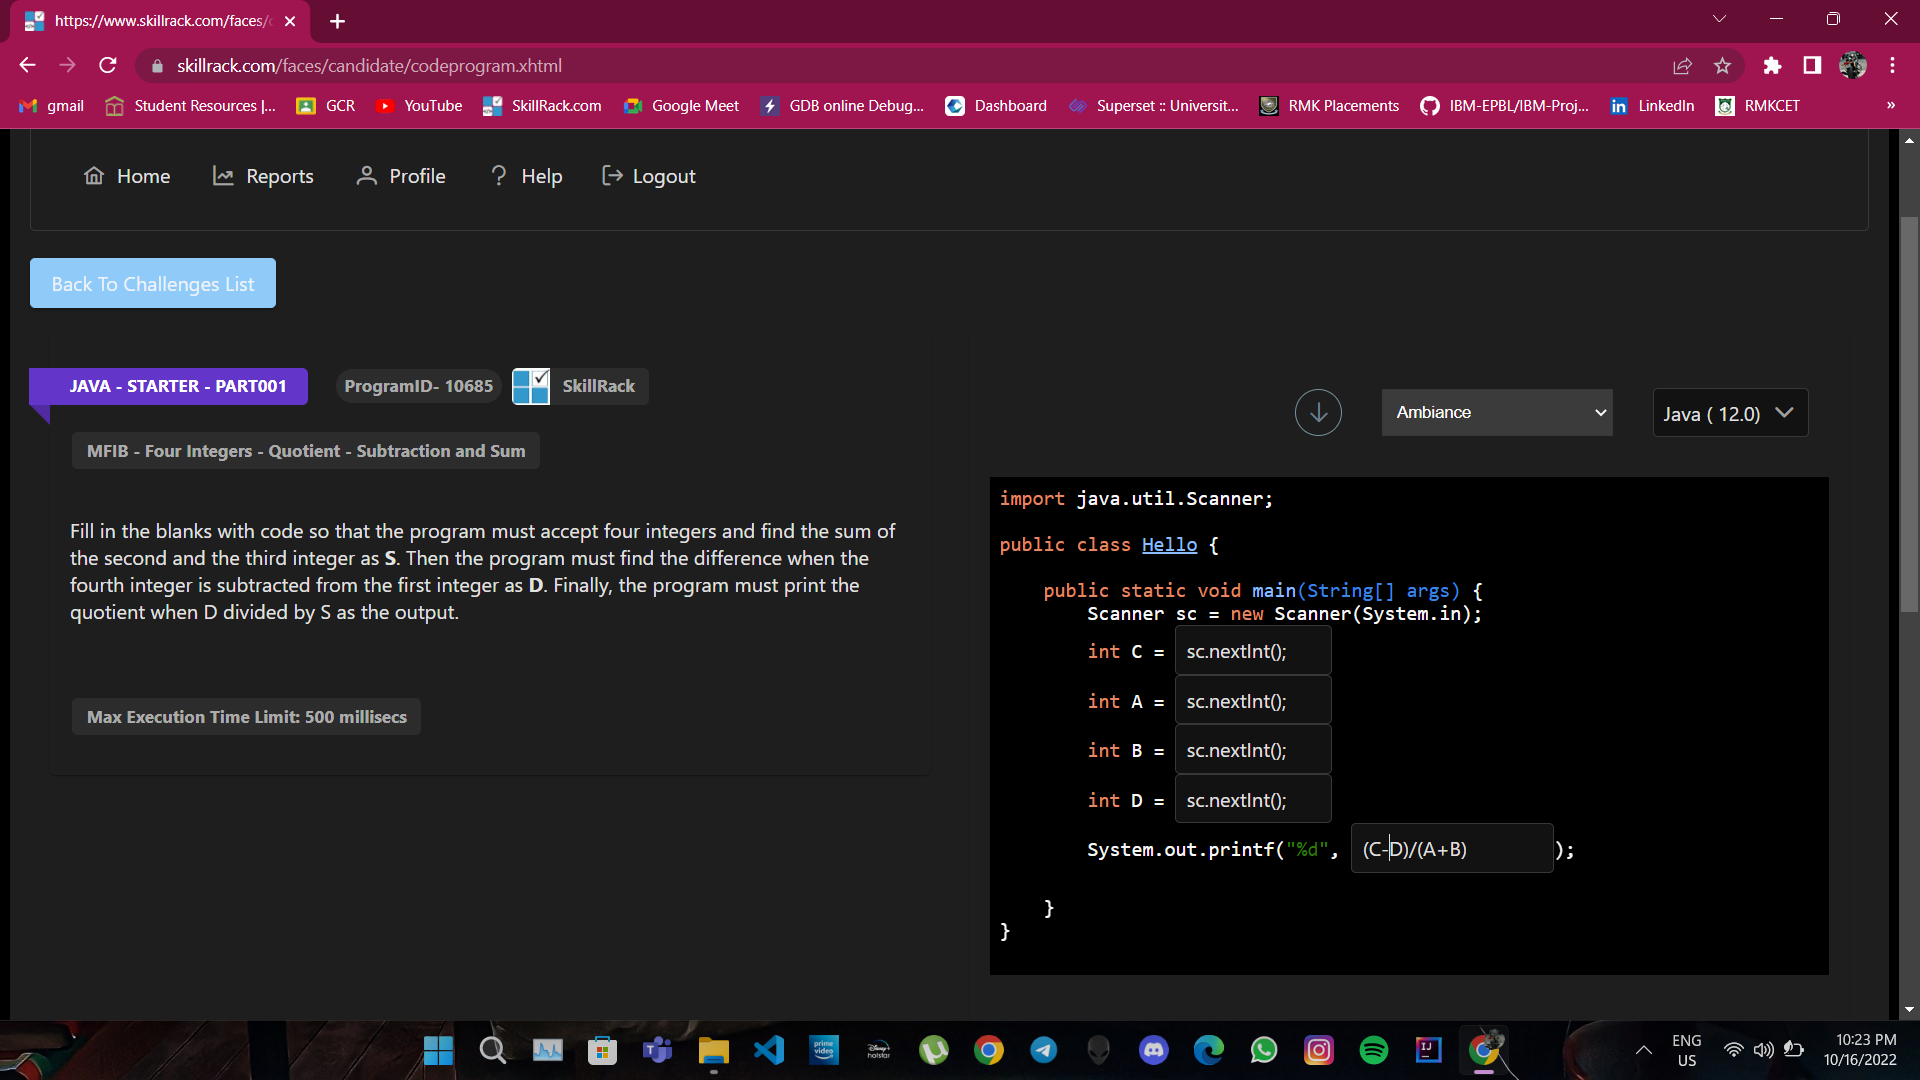 https://www.skillrack.com/faces/c
skillrack.com/faces/candidate/codeprogram.xhtml
gmail
Student Resources |...
GCR
YouTube
SkillRack.com
Google Meet
GDB online Debug...
Dashboard
Superset :: Universit...
RMK Placements
IBM-EPBL/IBM-Proj...
LinkedIn
RMKCET
»
Home
Reports
Profile
Help
Logout
Back To Challenges List
JAVA - STARTER - PART001
ProgramID- 10685
SkillRack
MFIB - Four Integers - Quotient - Subtraction and Sum
Fill in the blanks with code so that the program must accept four integers and find the sum of
the second and the third integer as S. Then the program must find the difference when the
fourth integer is subtracted from the first integer as D. Finally, the program must print the
quotient when D divided by S as the output.
Max Execution Time Limit: 500 millisecs
Ambiance
Java ( 12.0)
import java.util.Scanner;
public class Hello {
public static void main(String[] args) {
Scanner sc = new Scanner(System.in);
int C = sc.nextInt();
int A = sc.nextInt();
int B = sc.nextInt();
int D = sc.nextInt();
System.out.printf("%d", (C-D)/(A+B) );
}
}
prime video
Disney+ hotstar
IJ
ENG
US
10:23 PM
10/16/2022